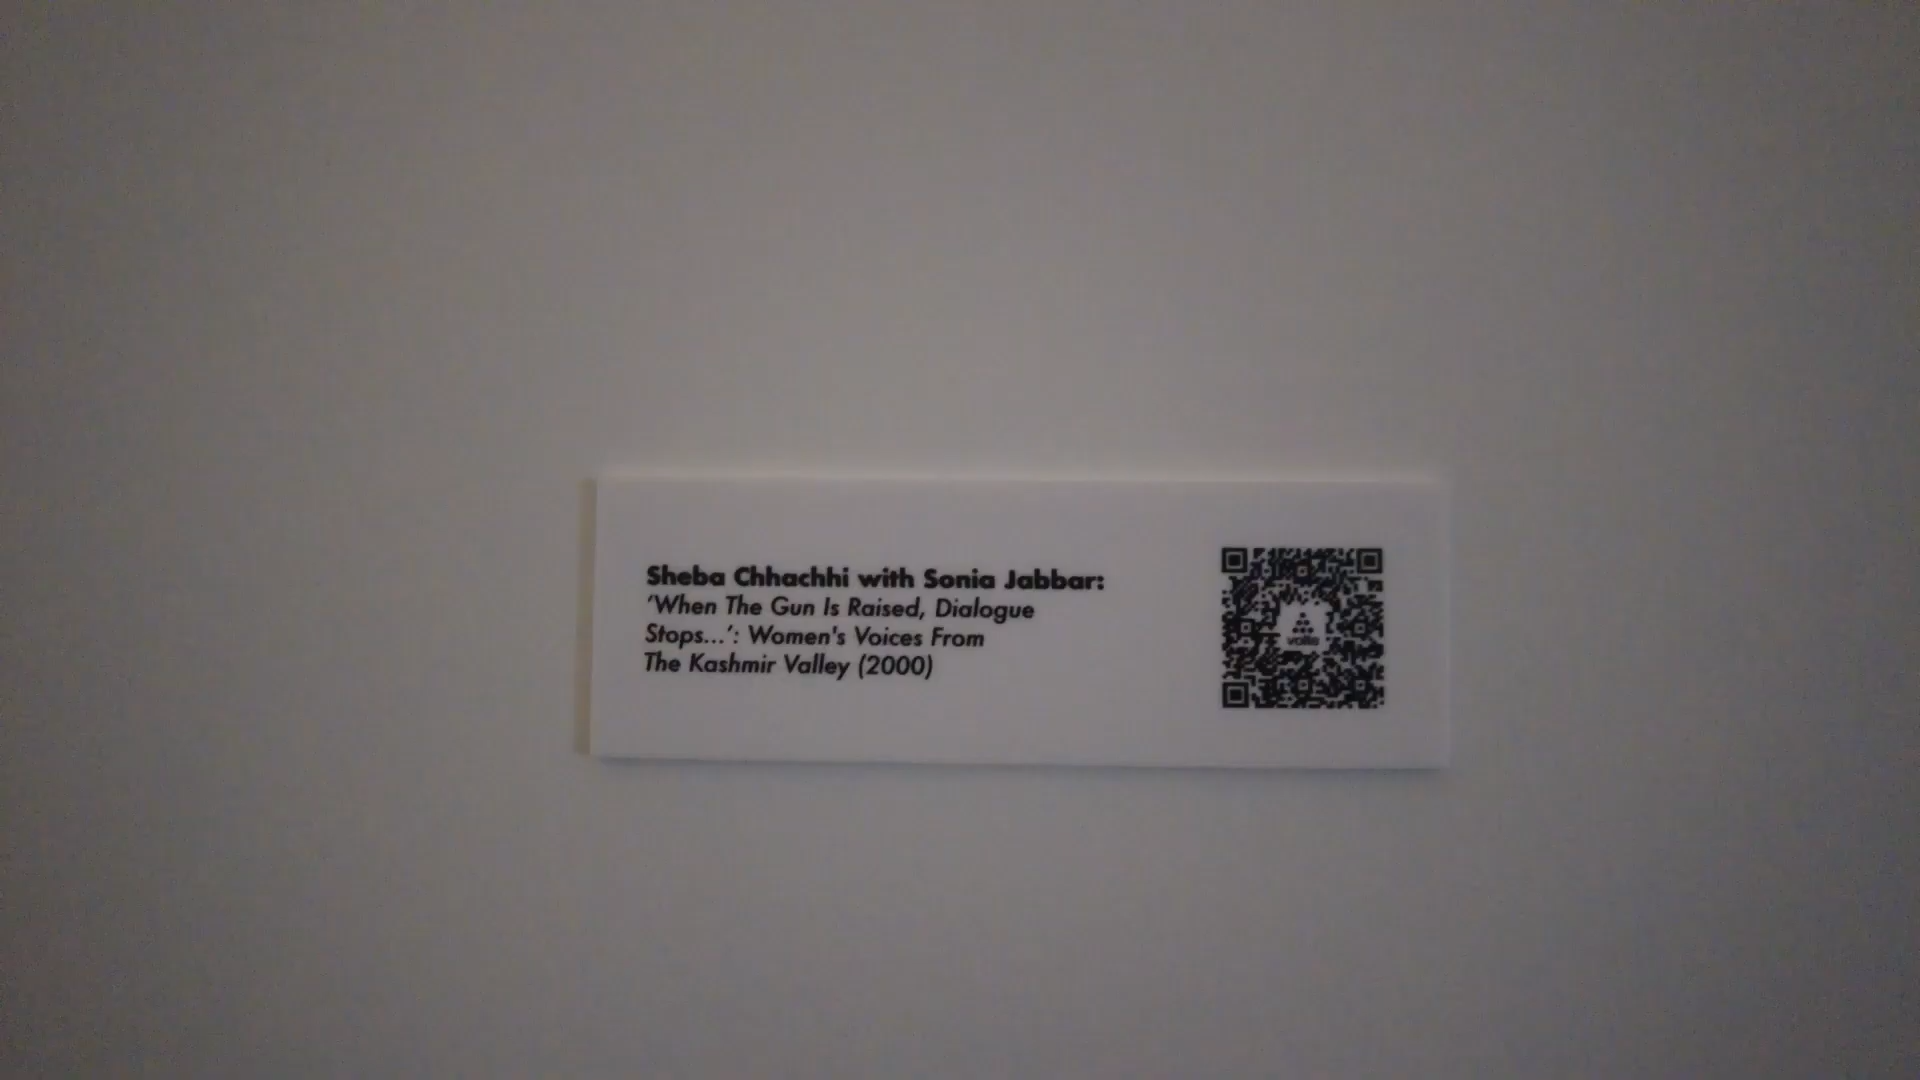 Sheba Chhachhi with Sonia Jabbar:
‘When The Gun Is Raised, Dialogue
Stops...’: Women's Voices From
The Kashmir Valley (2000)
volte